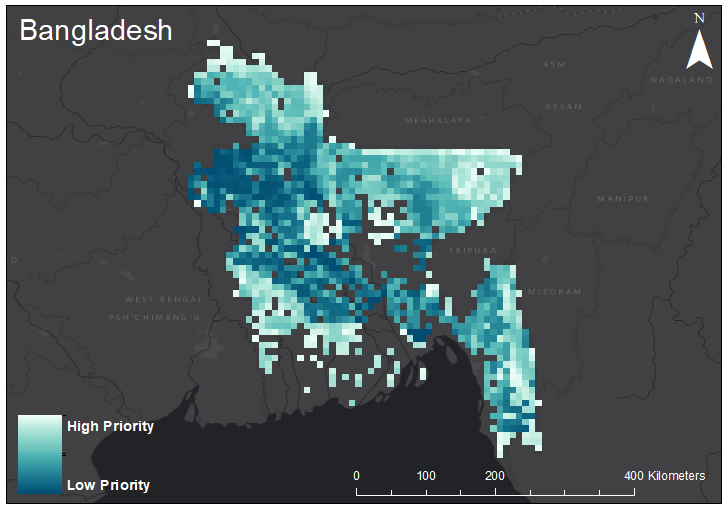 Bangladesh
N
ASM
NAGALAND
ASSAM
MEGHALAYA
MANIPUR
TRIPURA
D
MIZORAM
WEST BENGAL
PSH'CHIMENG'G
High Priority
Low Priority
0 100 200 400 Kilometers